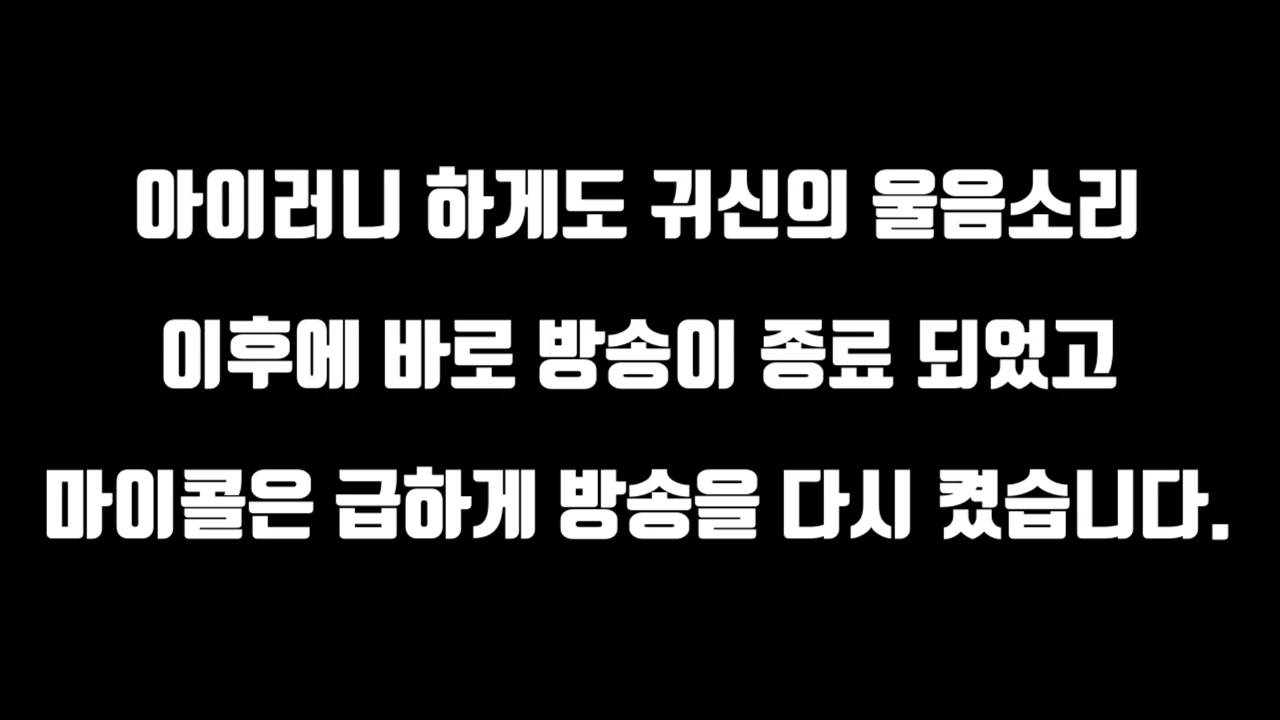 아이러니 하게도 귀신의 울음소리
이후에 바로 방송이 종료 되었고
마이콜은 급하게 방송을 다시 켰습니다.